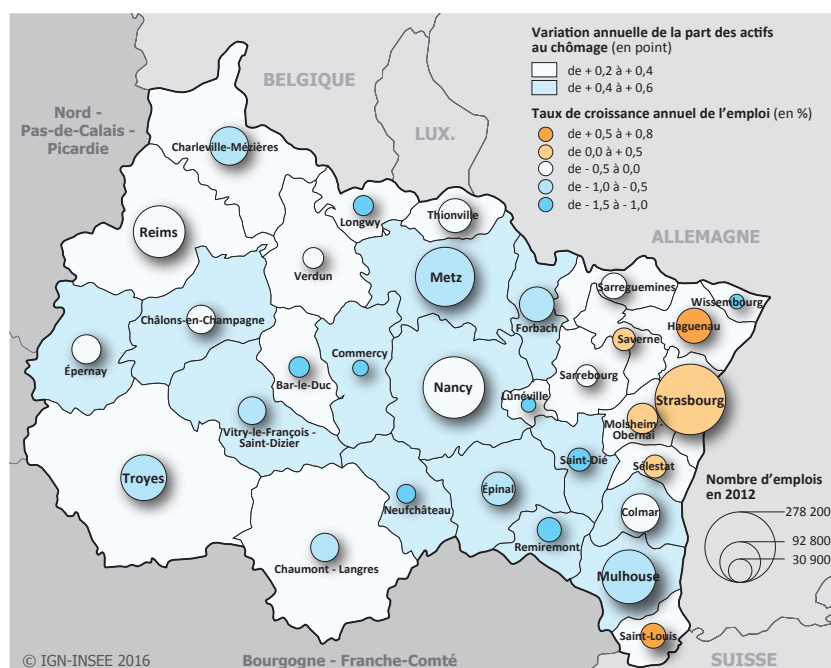 Variation annuelle de la part des actifs
au chômage (en point)
de + 0,2 à + 0,4
de + 0,4 à + 0,6
Taux de croissance annuel de l'emploi (en %)
de + 0,5 à + 0,8
de 0,0 à + 0,5
de - 0,5 à 0,0
de - 1,0 à - 0,5
de - 1,5 à - 1,0
BELGIQUE
Nord -
Pas-de-Calais -
Picardie
LUX.
ALLEMAGNE
Charleville-Mézières
Longwy
Thionville
Reims
Verdun
Metz
Sarreguemines
Wissembourg
Forbach
Haguenau
Châlons-en-Champagne
Saverne
Épernay
Commercy
Bar-le-Duc
Nancy
Sarrebourg
Lunéville
Strasbourg
Molsheim -
Obernai
Vitry-le-François -
Saint-Dizier
Saint-Dié
Sélestat
Troyes
Épinal
Neufchâteau
Colmar
Remiremont
Chaumont - Langres
Mulhouse
Saint-Louis
Nombre d'emplois
en 2012
278 200
92 800
30 900
© IGN-INSEE 2016
Bourgogne - Franche-Comté
SUISSE